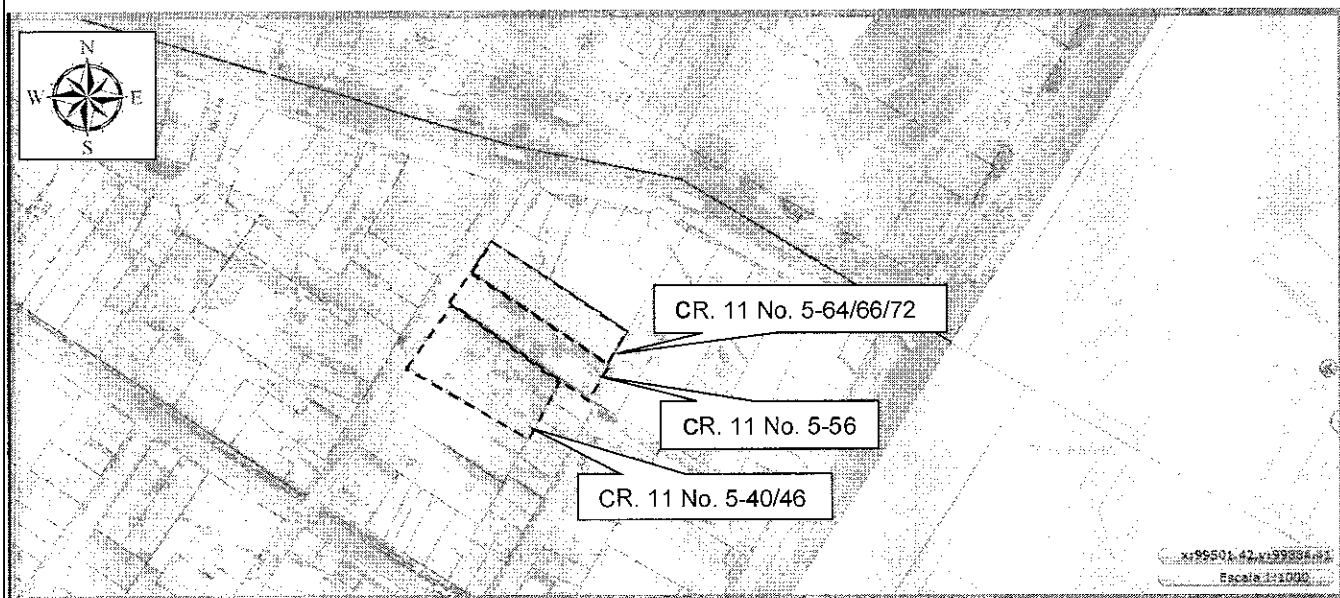 N
W E
S
CR. 11 No. 5-64/66/72
CR. 11 No. 5-56
CR. 11 No. 5-40/46
Escala 1:1000